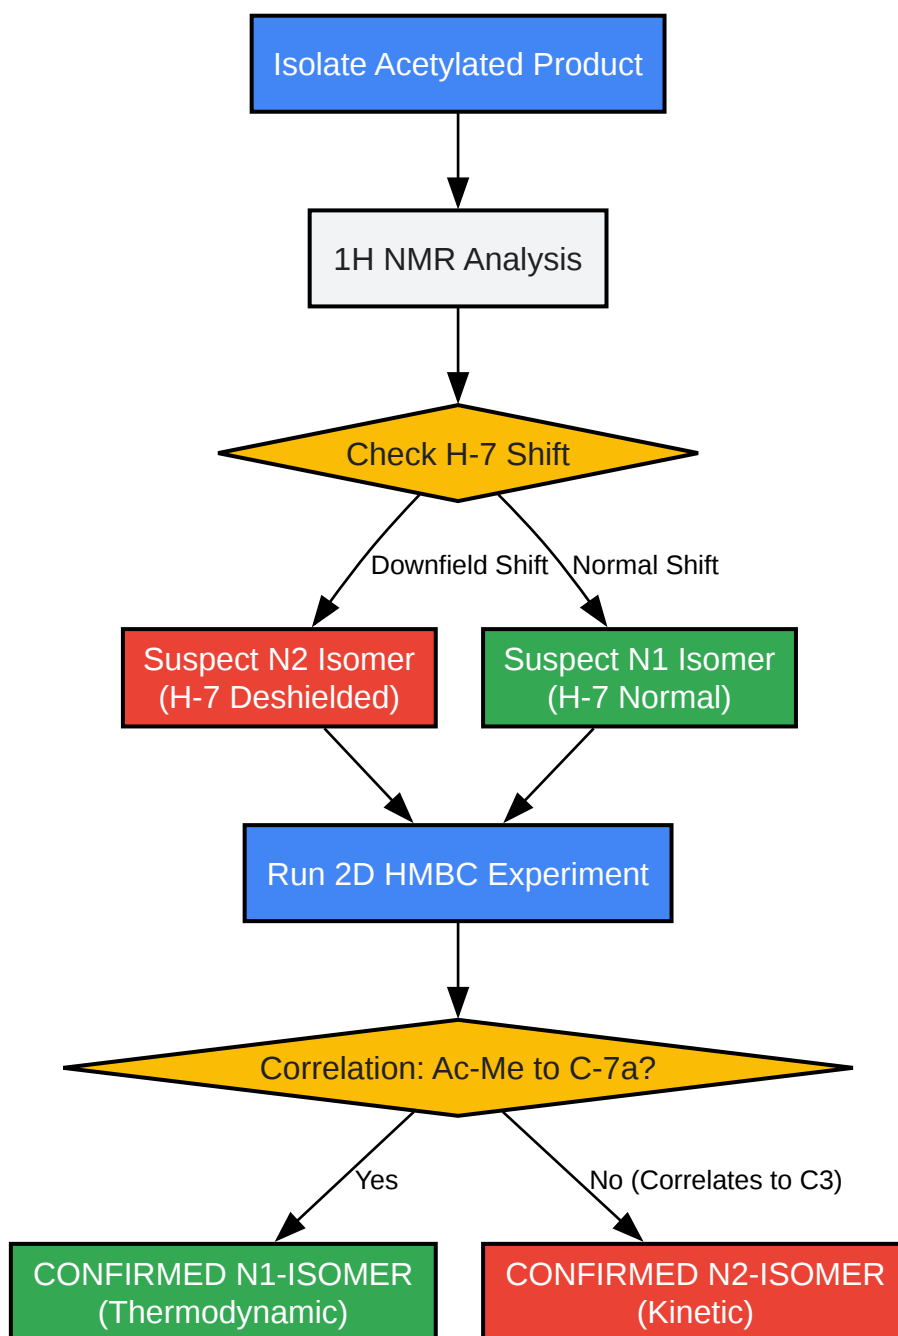 Isolate Acetylated Product
1H NMR Analysis
Check H-7 Shift
Downfield Shift
Normal Shift
Suspect N2 Isomer
(H-7 Deshielded)
Suspect N1 Isomer
(H-7 Normal)
Run 2D HMBC Experiment
Correlation: Ac-Me to C-7a?
Yes
No (Correlates to C3)
CONFIRMED N1-ISOMER
(Thermodynamic)
CONFIRMED N2-ISOMER
(Kinetic)